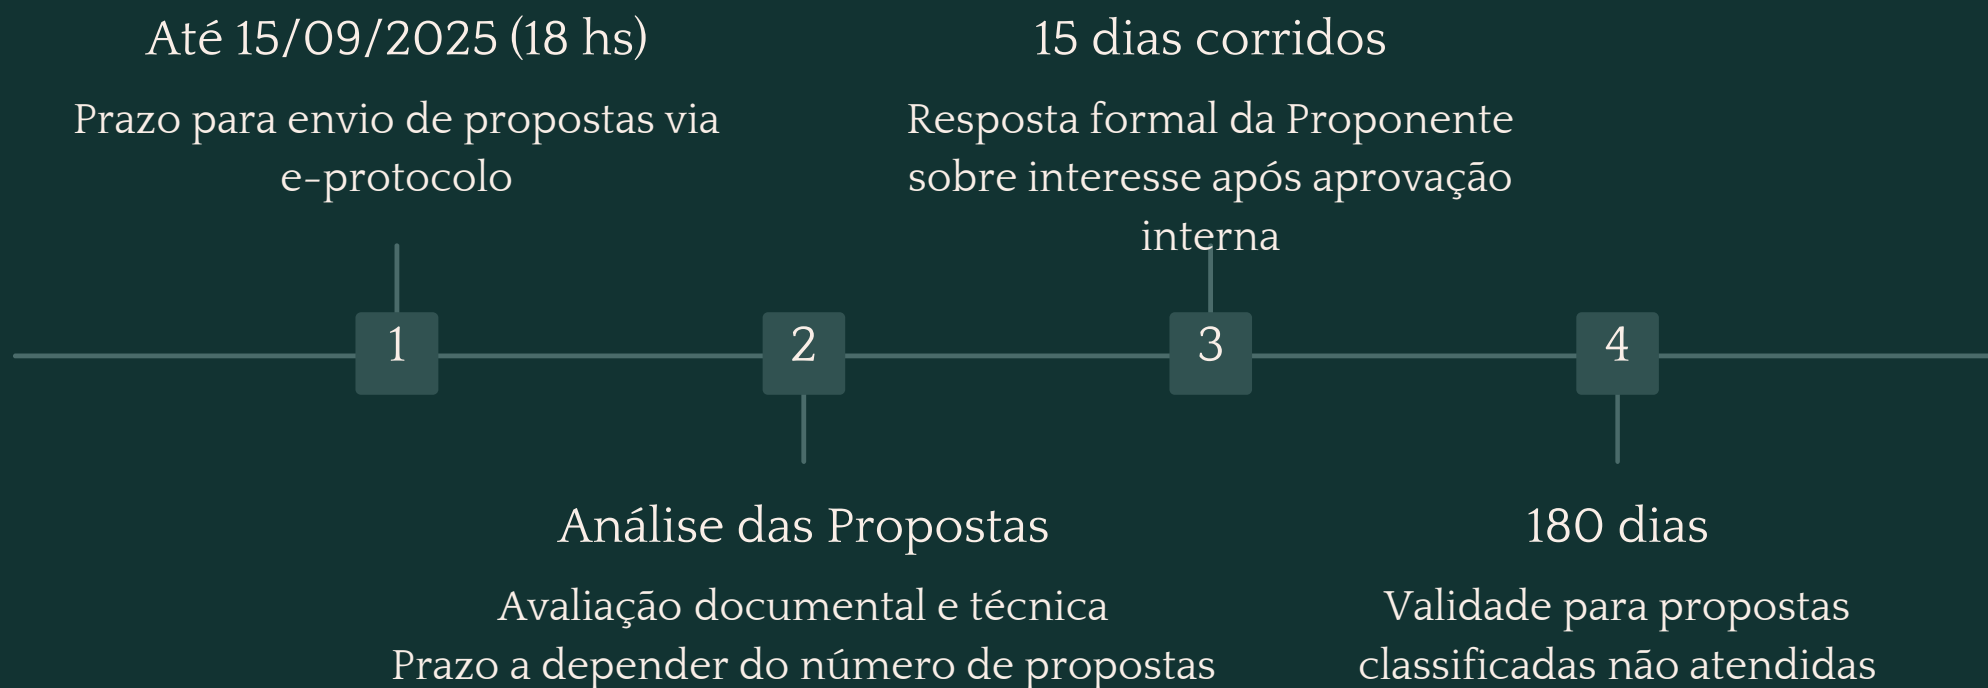 Até 15/09/2025 (18 hs)
Prazo para envio de propostas via
e-protocolo
1
2
Análise das Propostas
Avaliação documental e técnica
Prazo a depender do número de propostas
15 dias corridos
Resposta formal da Proponente
sobre interesse após aprovação
interna
3
4
180 dias
Validade para propostas
classificadas não atendidas